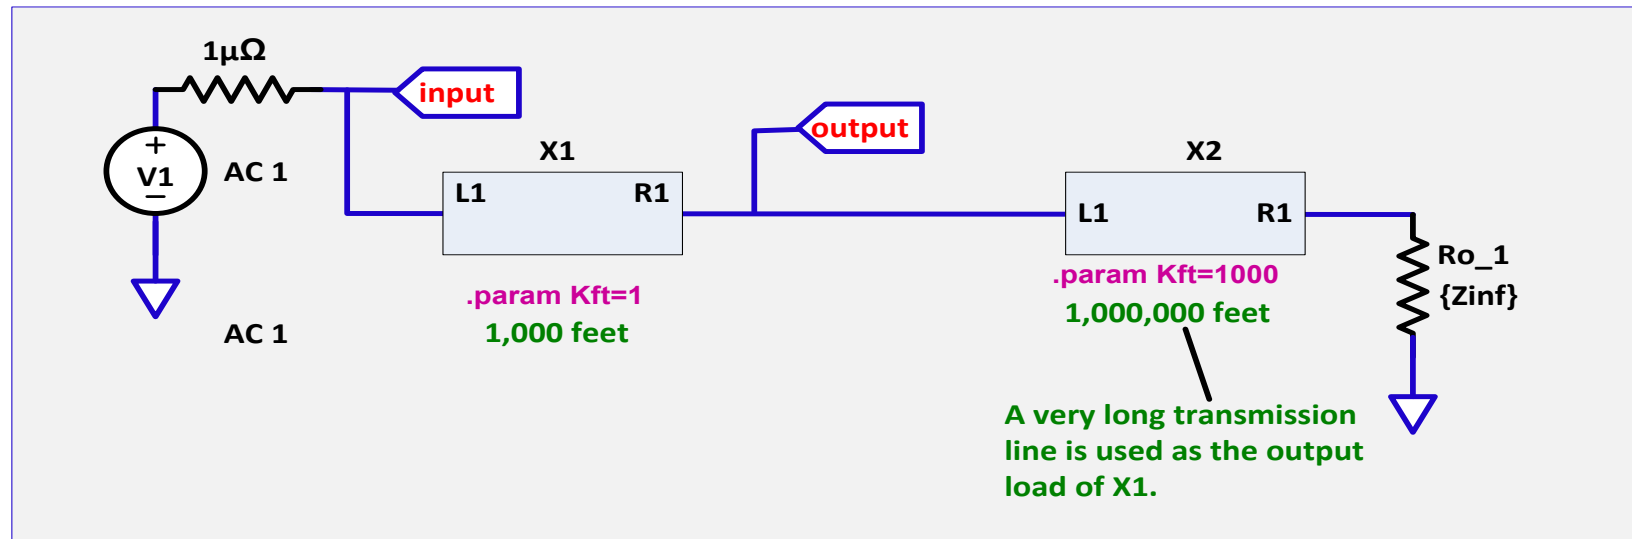 1µΩ
input
+
V1
−
AC 1
AC 1
X1
L1
R1
.param Kft=1
1,000 feet
output
X2
L1
R1
.param Kft=1000
1,000,000 feet
A very long transmission
line is used as the output
load of X1.
Ro_1
{Zinf}